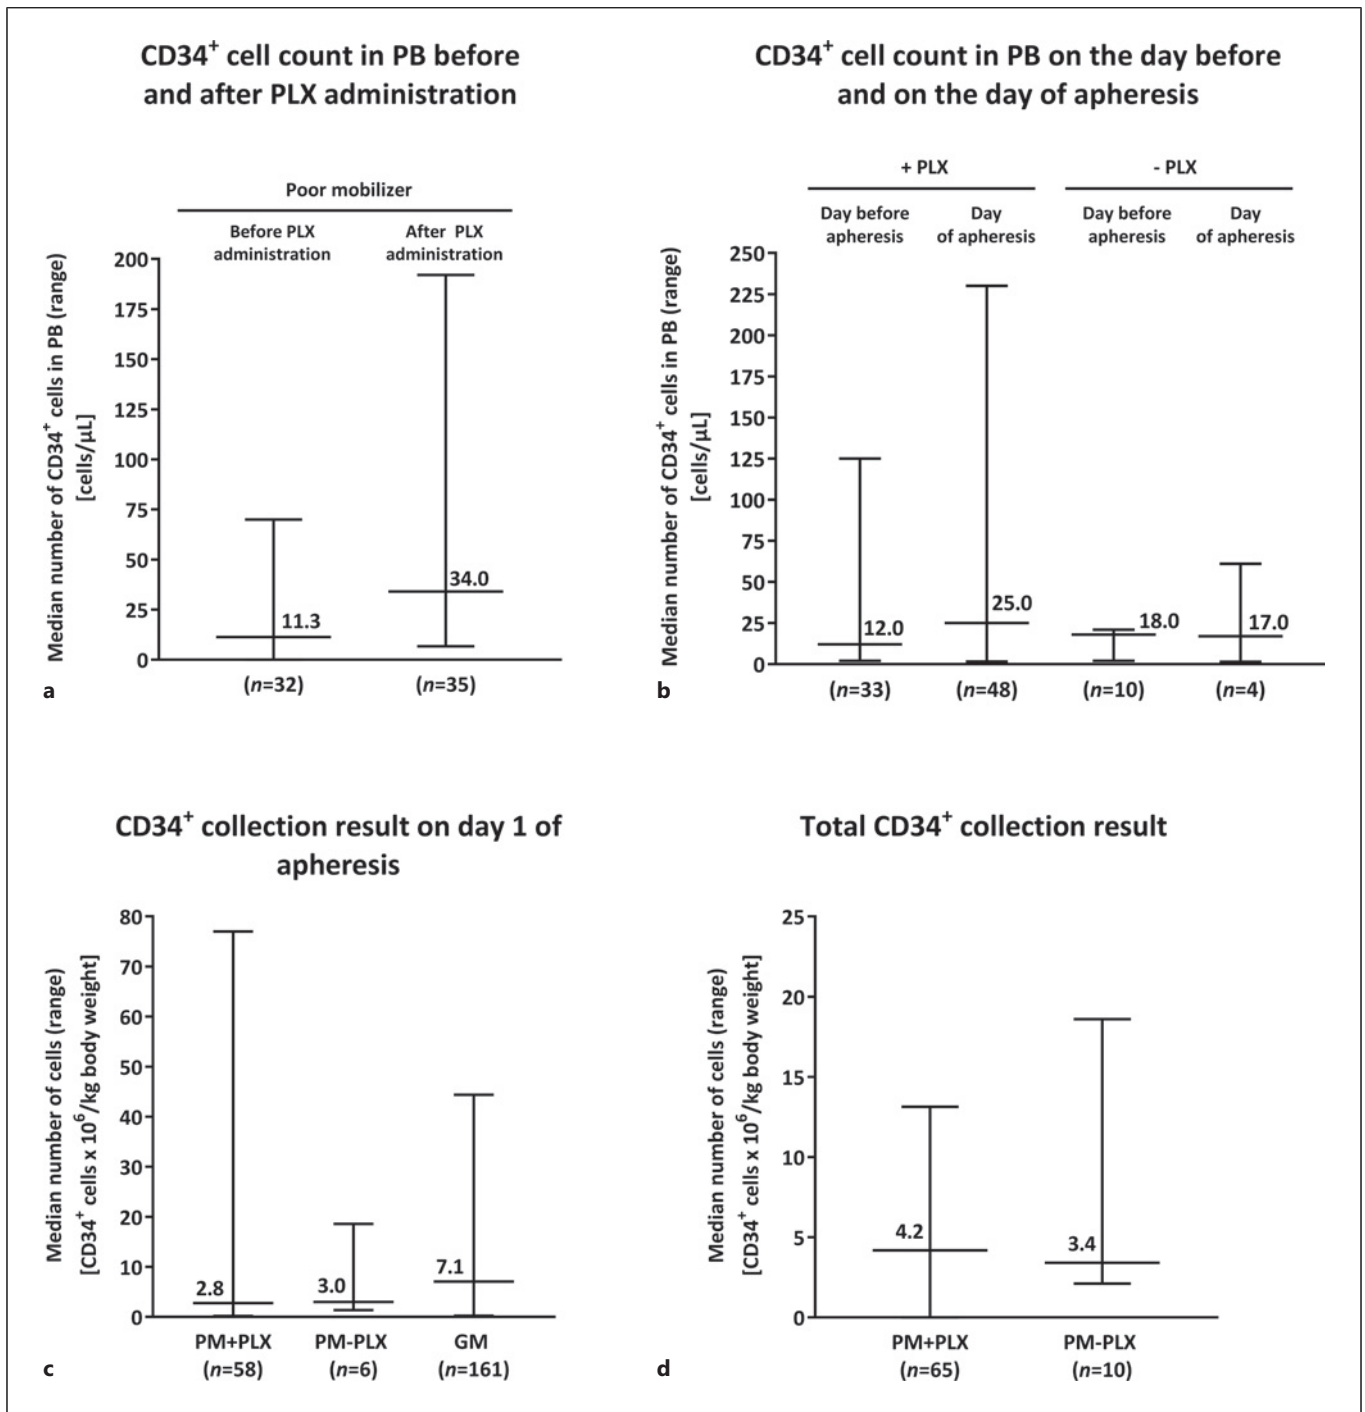 CD34⁺ cell count in PB before
and after PLX administration
Poor mobilizer
Before PLX
administration
After PLX
administration
Median number of CD34⁺ cells in PB (range)
[cells/μL]
200
175
150
125
100
75
50
25
0
11.3
34.0
(n=32)
(n=35)
a
CD34⁺ cell count in PB on the day before
and on the day of apheresis
+ PLX
- PLX
Day before
apheresis
Day
of apheresis
Day before
apheresis
Day
of apheresis
Median number of CD34⁺ cells in PB (range)
[cells/μL]
250
225
200
175
150
125
100
75
50
25
0
12.0
25.0
18.0
17.0
(n=33)
(n=48)
(n=10)
(n=4)
b
CD34⁺ collection result on day 1 of
apheresis
Median number of cells (range)
[CD34⁺ cells x 10⁶/kg body weight]
80
70
60
50
40
30
20
10
0
2.8
3.0
7.1
PM+PLX
(n=58)
PM-PLX
(n=6)
GM
(n=161)
c
Total CD34⁺ collection result
Median number of cells (range)
[CD34⁺ cells x 10⁶/kg body weight]
25
20
15
10
5
0
4.2
3.4
PM+PLX
(n=65)
PM-PLX
(n=10)
d